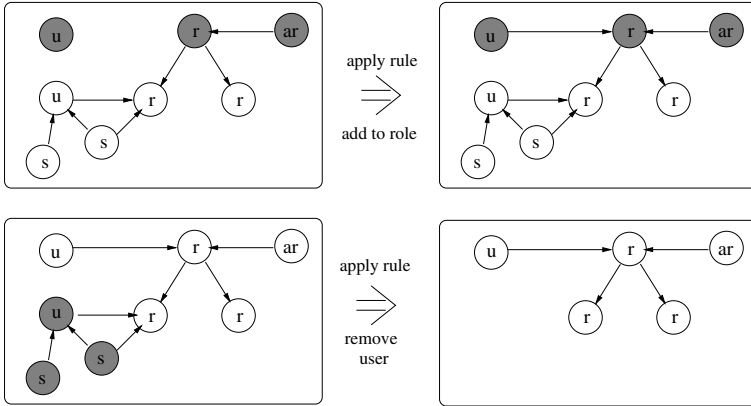 u r ar u r ar
apply rule
u r r u r r
add to role
s s s s
u r ar u r ar
apply rule
u r r r r
remove
user
s s